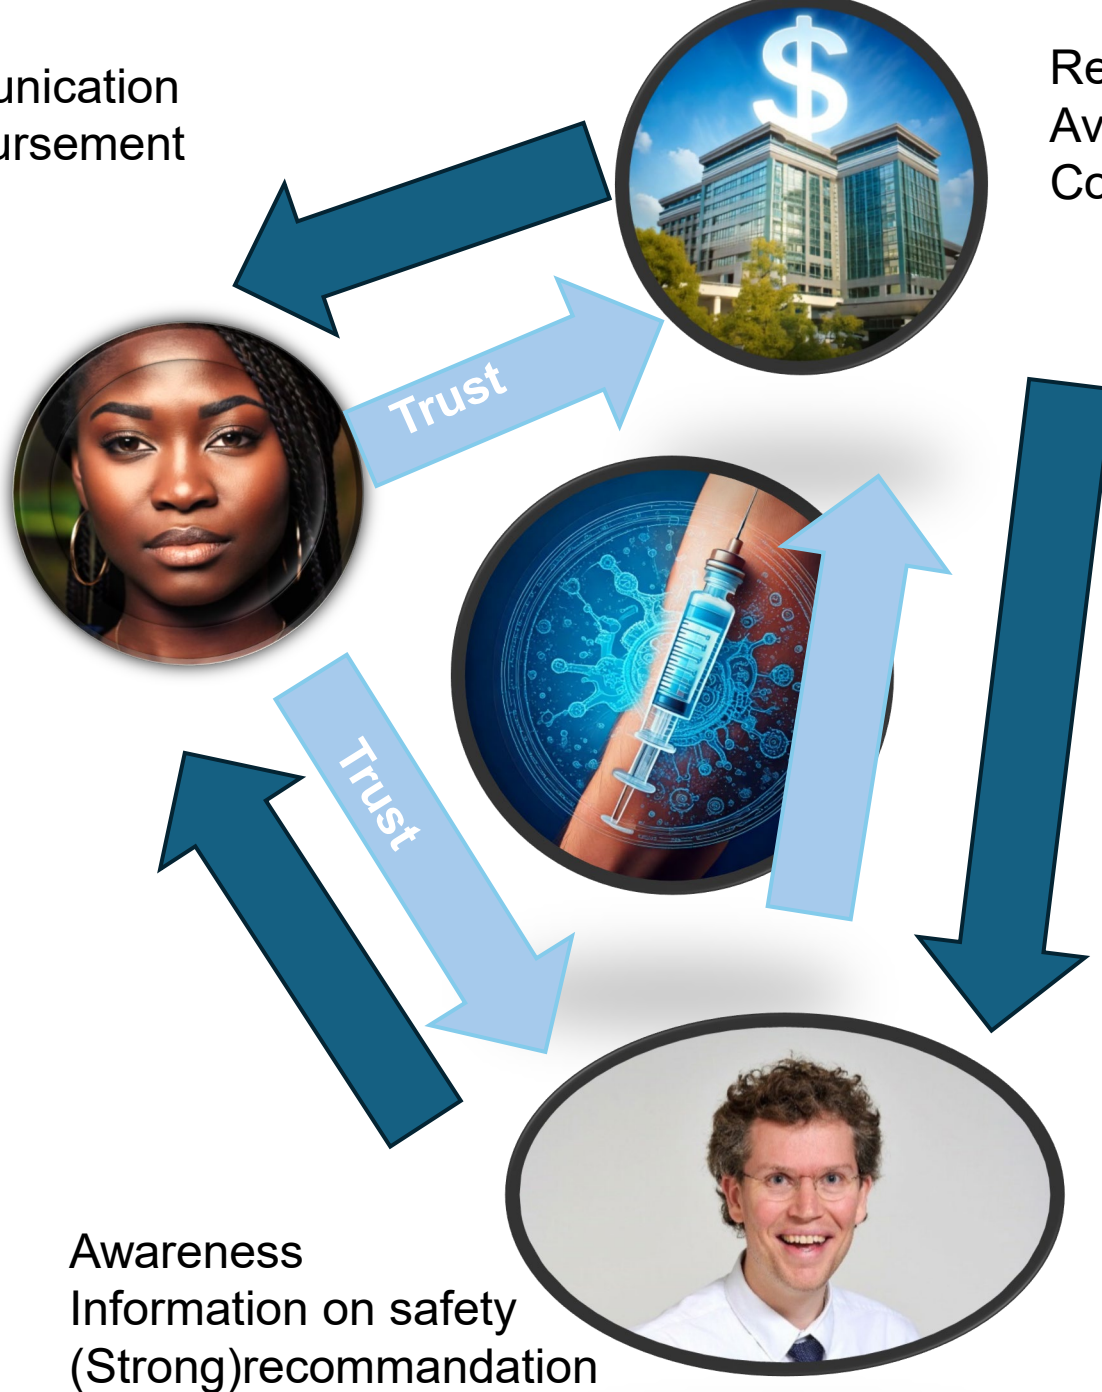 unication
ursement
$
Re
Av
Co
Trust
Trust
Awareness
Information on safety
(Strong)recommandation